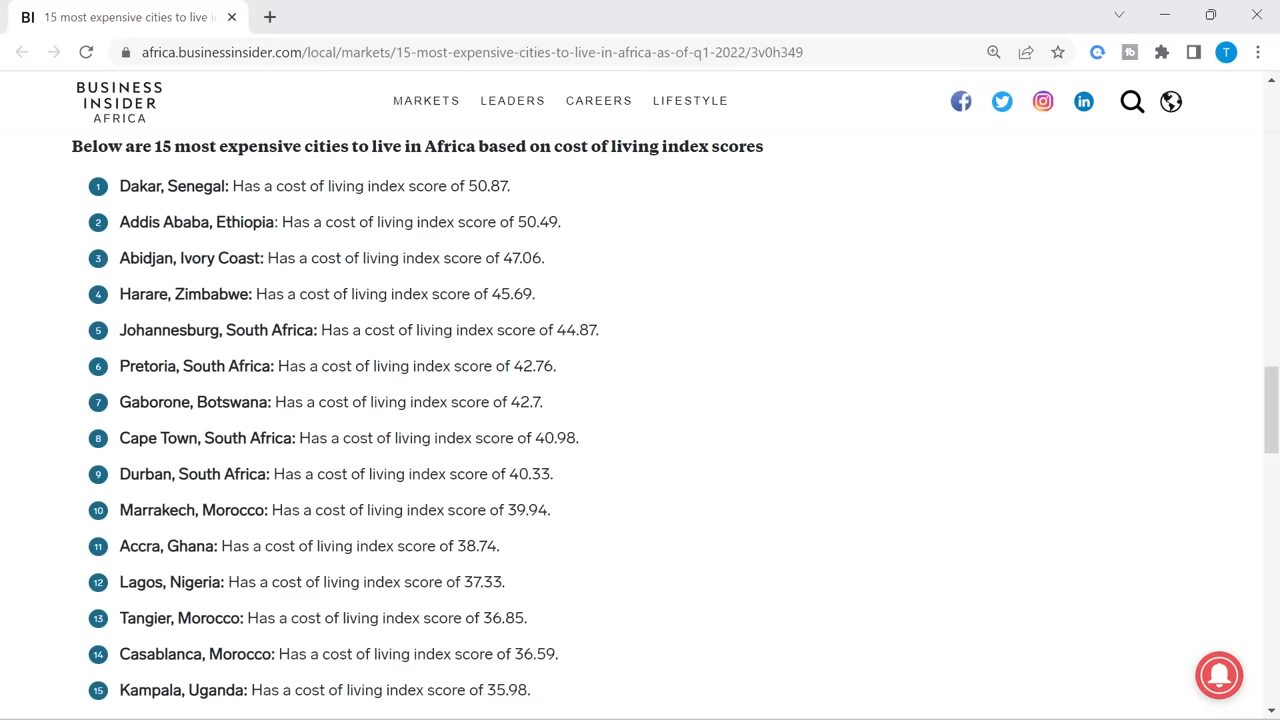 BI 15 most expensive cities to live i
africa.businessinsider.com/local/markets/15-most-expensive-cities-to-live-in-africa-as-of-q1-2022/3v0h349
tb
T
BUSINESS
INSIDER
AFRICA
MARKETS LEADERS CAREERS LIFESTYLE
Below are 15 most expensive cities to live in Africa based on cost of living index scores
1 Dakar, Senegal: Has a cost of living index score of 50.87.
2 Addis Ababa, Ethiopia: Has a cost of living index score of 50.49.
3 Abidjan, Ivory Coast: Has a cost of living index score of 47.06.
4 Harare, Zimbabwe: Has a cost of living index score of 45.69.
5 Johannesburg, South Africa: Has a cost of living index score of 44.87.
6 Pretoria, South Africa: Has a cost of living index score of 42.76.
7 Gaborone, Botswana: Has a cost of living index score of 42.7.
8 Cape Town, South Africa: Has a cost of living index score of 40.98.
9 Durban, South Africa: Has a cost of living index score of 40.33.
10 Marrakech, Morocco: Has a cost of living index score of 39.94.
11 Accra, Ghana: Has a cost of living index score of 38.74.
12 Lagos, Nigeria: Has a cost of living index score of 37.33.
13 Tangier, Morocco: Has a cost of living index score of 36.85.
14 Casablanca, Morocco: Has a cost of living index score of 36.59.
15 Kampala, Uganda: Has a cost of living index score of 35.98.